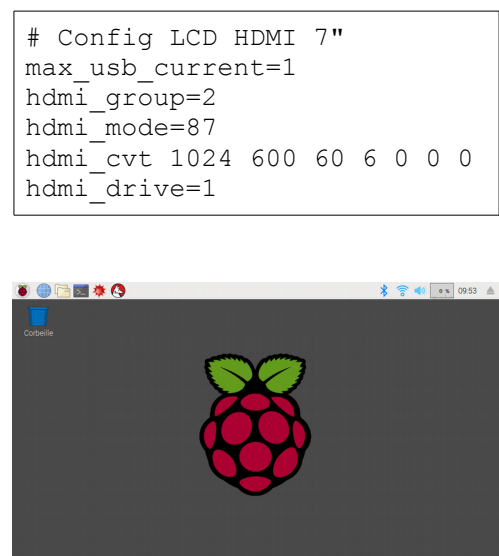 # Config LCD HDMI 7"
max_usb_current=1
hdmi_group=2
hdmi_mode=87
hdmi_cvt 1024 600 60 6 0 0 0
hdmi_drive=1
0 % 09:53
Corbeille